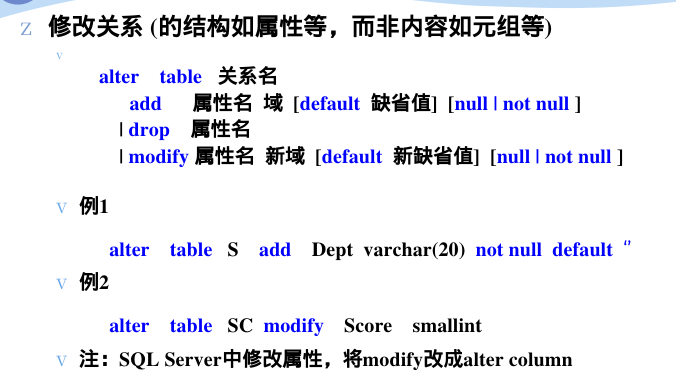 Z 修改关系 (的结构如属性等，而非内容如元组等)
v
alter table 关系名
add 属性名 域 [default 缺省值] [null | not null ]
| drop 属性名
| modify 属性名 新域 [default 新缺省值] [null | not null ]
v 例1
alter table S add Dept varchar(20) not null default ‘’
v 例2
alter table SC modify Score smallint
v 注：SQL Server中修改属性，将modify改成alter column